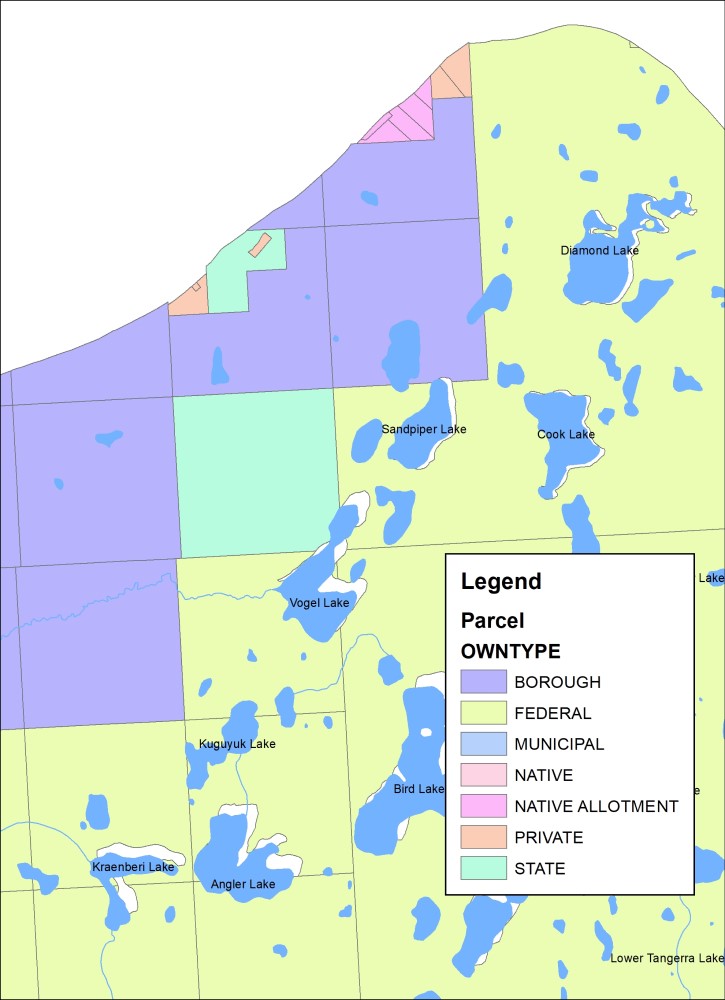 Diamond Lake
Sandpiper Lake
Cook Lake
Vogel Lake
Kuguyuk Lake
Bird Lake
Kraenberi Lake
Angler Lake
Lower Tangerra Lake
Lake
e
Legend
Parcel
OWNTYPE
BOROUGH
FEDERAL
MUNICIPAL
NATIVE
NATIVE ALLOTMENT
PRIVATE
STATE